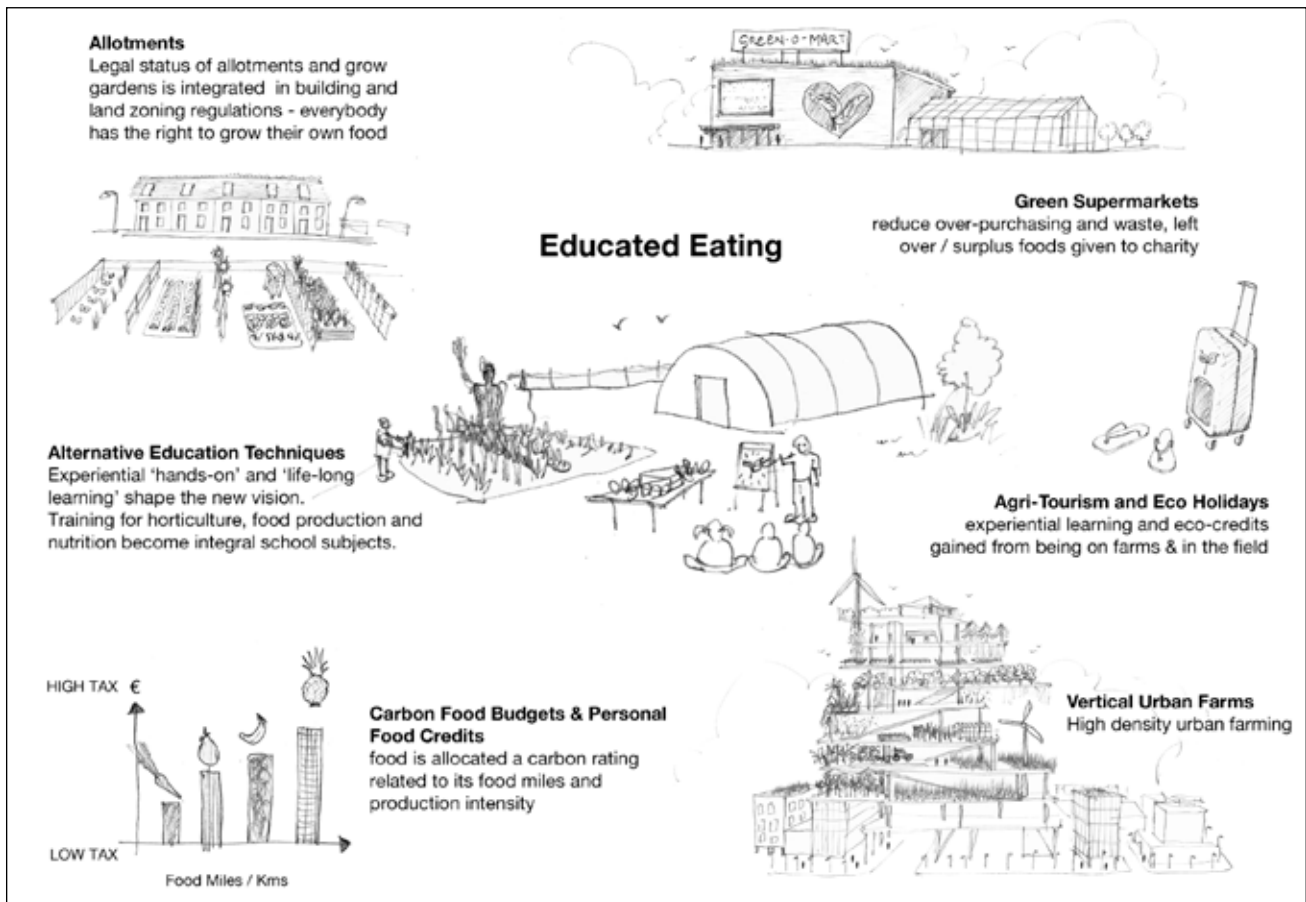 Allotments
Legal status of allotments and grow
gardens is integrated in building and
land zoning regulations - everybody
has the right to grow their own food
GREEN-O-MART
Green Supermarkets
reduce over-purchasing and waste, left
over / surplus foods given to charity
Educated Eating
Alternative Education Techniques
Experiential ‘hands-on’ and ‘life-long
learning’ shape the new vision.
Training for horticulture, food production and
nutrition become integral school subjects.
Agri-Tourism and Eco Holidays
experiential learning and eco-credits
gained from being on farms & in the field
HIGH TAX €
LOW TAX
Food Miles / Kms
Carbon Food Budgets & Personal
Food Credits
food is allocated a carbon rating
related to its food miles and
production intensity
Vertical Urban Farms
High density urban farming